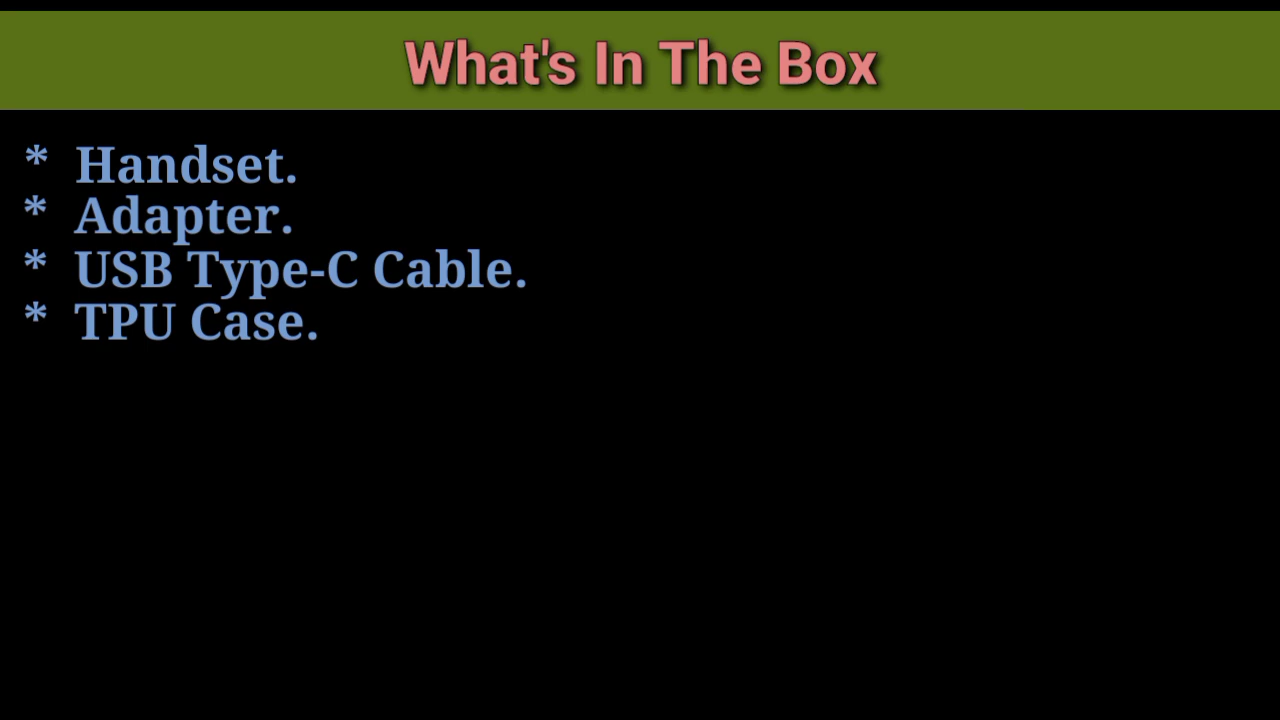 What's In The Box
* Handset.
* Adapter.
* USB Type-C Cable.
* TPU Case.